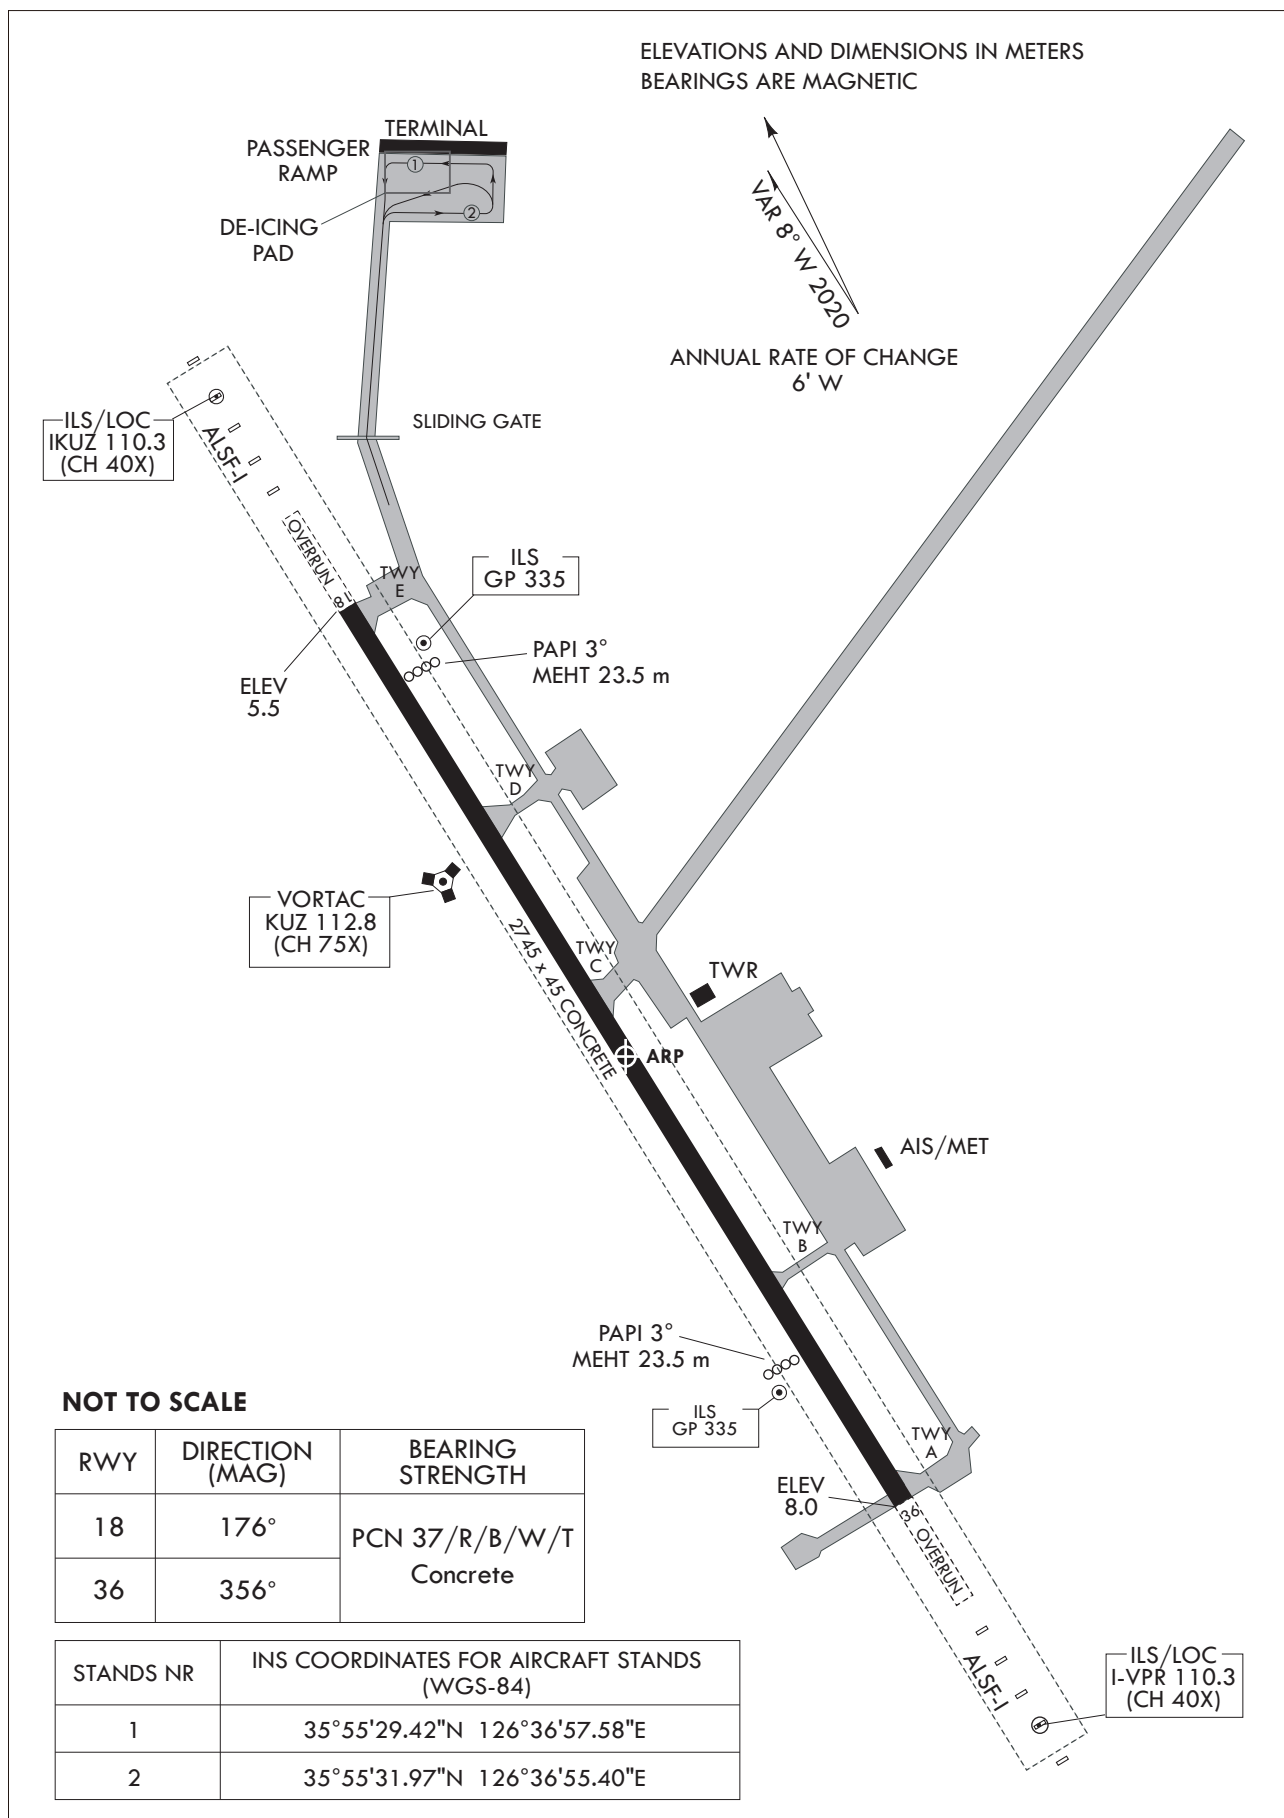 ELEVATIONS AND DIMENSIONS IN METERS
BEARINGS ARE MAGNETIC
TERMINAL
PASSENGER
RAMP
1
2
DE-ICING
PAD
VAR 8° W 2020
ANNUAL RATE OF CHANGE
6' W
SLIDING GATE
ILS/LOC
IKUZ 110.3
(CH 40X)
ALSF-I
OVERRUN
18
TWY
E
ILS
GP 335
PAPI 3°
MEHT 23.5 m
ELEV
5.5
TWY
D
VORTAC
KUZ 112.8
(CH 75X)
2745 x 45 CONCRETE
TWY
C
TWR
ARP
AIS/MET
TWY
B
PAPI 3°
MEHT 23.5 m
ILS
GP 335
TWY
A
ELEV
8.0
36
OVERRUN
ALSF-I
ILS/LOC
I-VPR 110.3
(CH 40X)
NOT TO SCALE
RWY DIRECTION (MAG) BEARING STRENGTH
18 176° PCN 37/R/B/W/T
36 356° Concrete
STANDS NR INS COORDINATES FOR AIRCRAFT STANDS
(WGS-84)
1 35°55'29.42"N 126°36'57.58"E
2 35°55'31.97"N 126°36'55.40"E